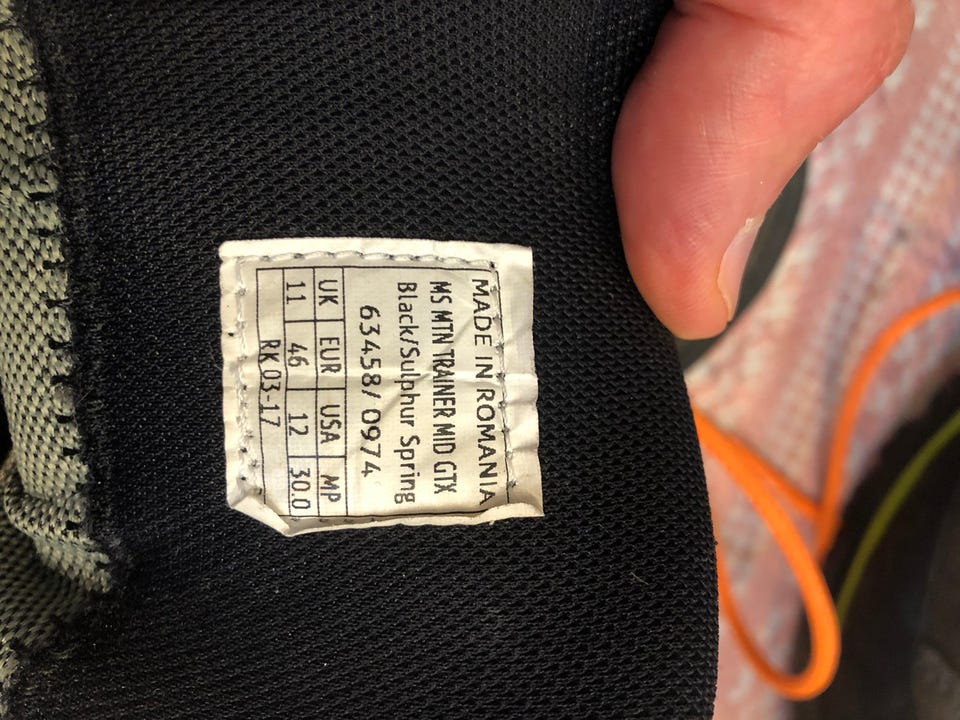 MADE IN ROMANIA
MS MTN TRAINER MID GTX
Black/Sulphur Spring
63458/ 0974
UK EUR USA MP
11 46 12 30.0
RK 03-17